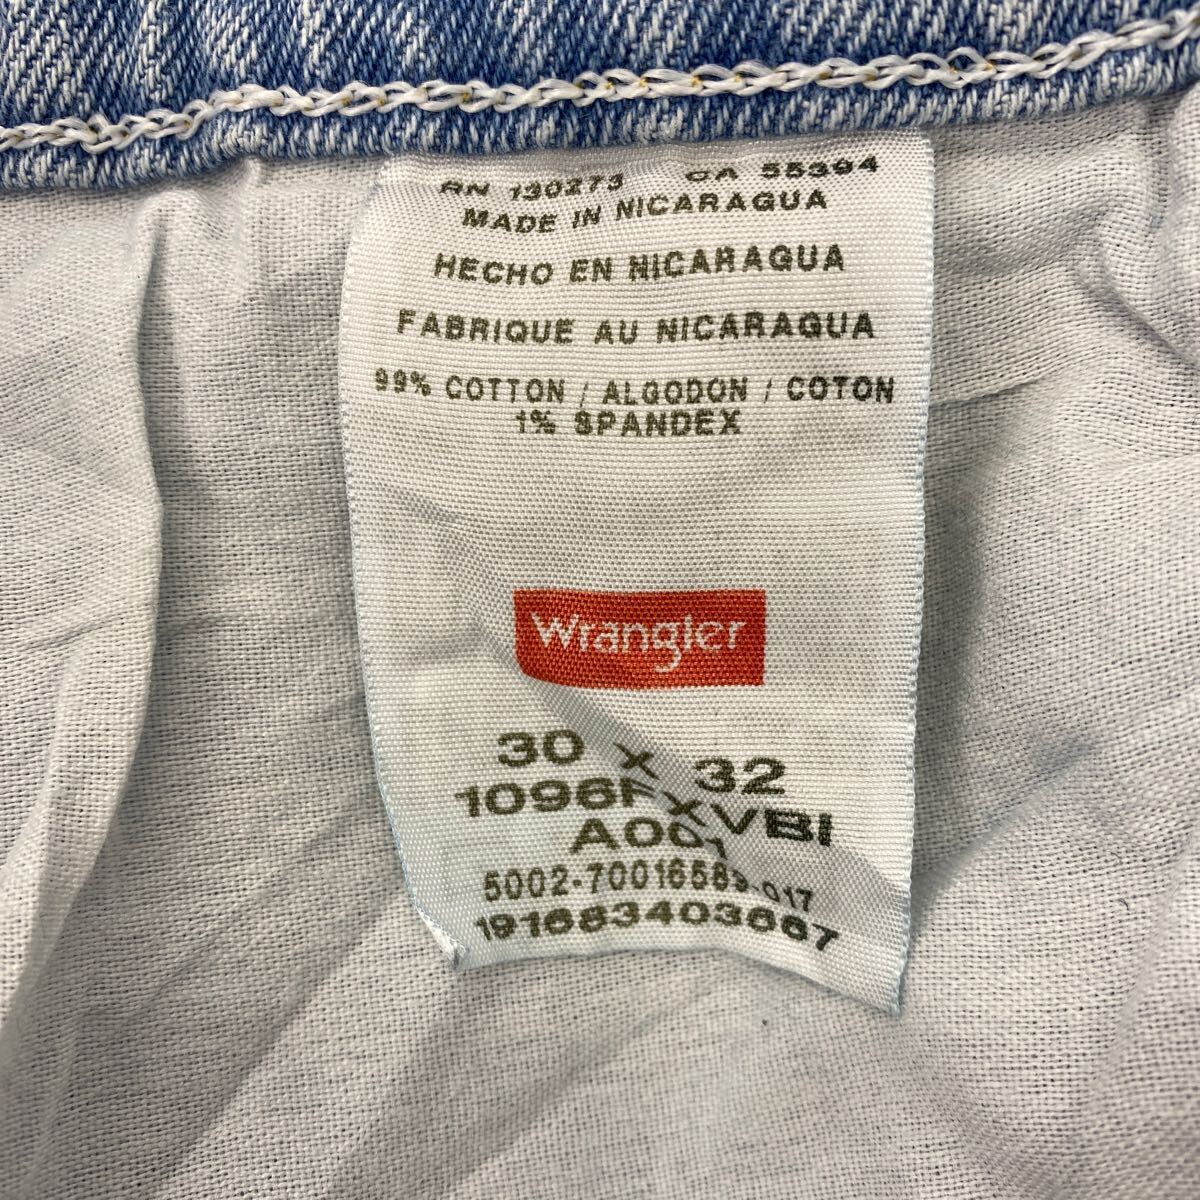 RN 130273 CA 55394
MADE IN NICARAGUA
HECHO EN NICARAGUA
FABRIQUE AU NICARAGUA
99% COTTON / ALGODON / COTON
1% SPANDEX
Wrangler
30 X 32
1096FXVBI
A001
5002-70016589-017
191683403667